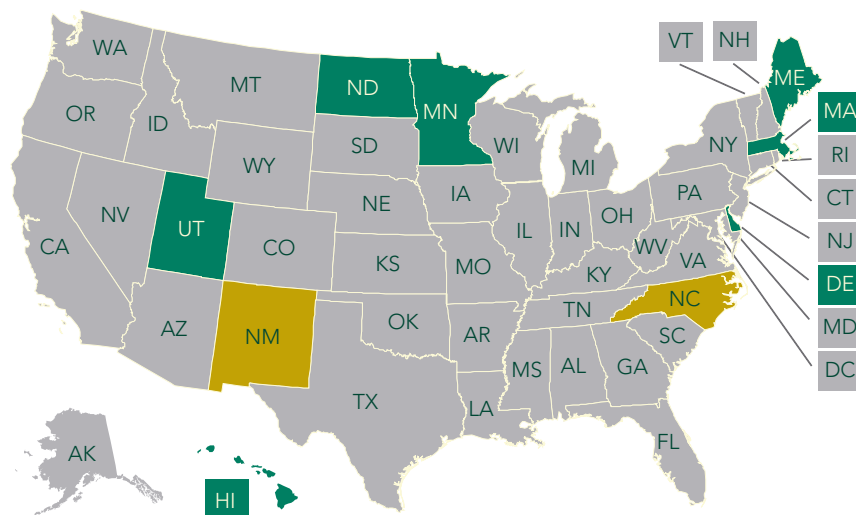 VT
NH
WA
ME
MT
ND
MN
OR
ID
MA
SD
WI
NY
RI
WY
MI
IA
PA
CT
NE
NV
OH
UT
IL
IN
NJ
CA
CO
WV
VA
KS
MO
KY
DE
NC
TN
AZ
NM
OK
AR
SC
MD
MS
AL
GA
DC
TX
LA
FL
AK
HI